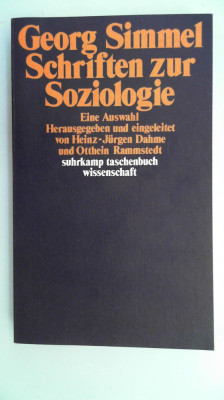 Georg Simmel
Schriften zur
Soziologie
Eine Auswahl
Herausgegeben und eingeleitet
von Heinz-Jürgen Dahme
und Otthein Rammstedt
suhrkamp taschenbuch
wissenschaft